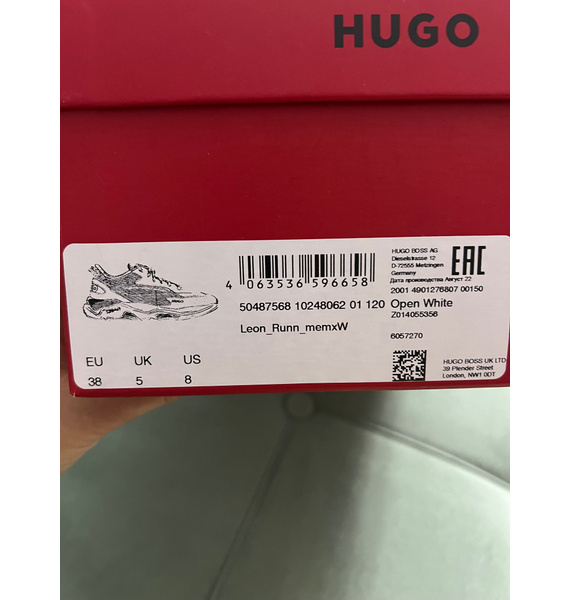 HUGO
4 063536 596658
HUGO BOSS AG
Dieselstrasse 12
D-72555 Metzingen
Germany
EAC
Дата производства Август 22
2001 4901276807 00150
50487568 10248062 01 120 Open White
Z014055356
Leon_Runn_memxW
6057270
EU UK US
38 5 8
HUGO BOSS UK LTD
39 Plender Street
London, NW1 0DT